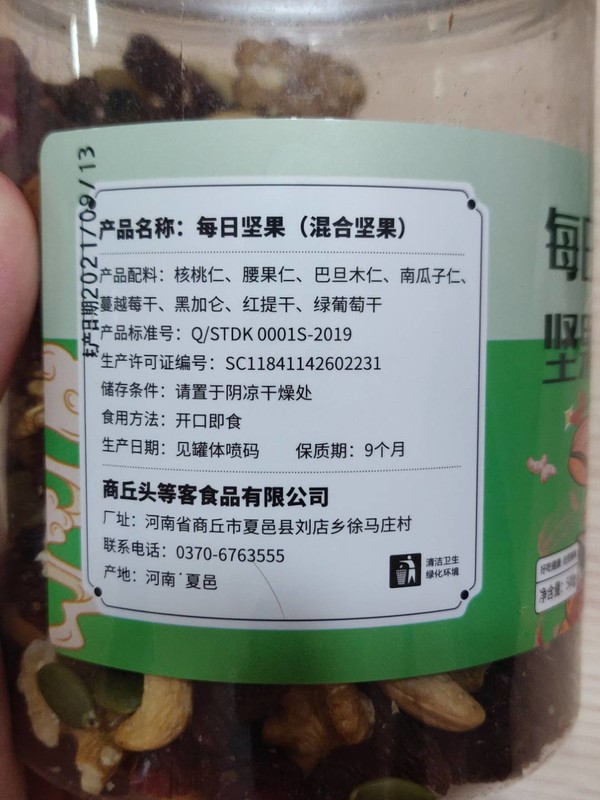 生产日期2021/09/13
产品名称：每日坚果（混合坚果）
产品配料：核桃仁、腰果仁、巴旦木仁、南瓜子仁、
蔓越莓干、黑加仑、红提干、绿葡萄干
产品标准号：Q/STDK 0001S-2019
生产许可证编号：SC11841142602231
储存条件：请置于阴凉干燥处
食用方法：开口即食
生产日期：见罐体喷码 保质期：9个月
商丘头等客食品有限公司
厂址：河南省商丘市夏邑县刘店乡徐马庄村
联系电话：0370-6763555
产地：河南·夏邑
清洁卫生
绿化环境
每日
坚果
净含量：